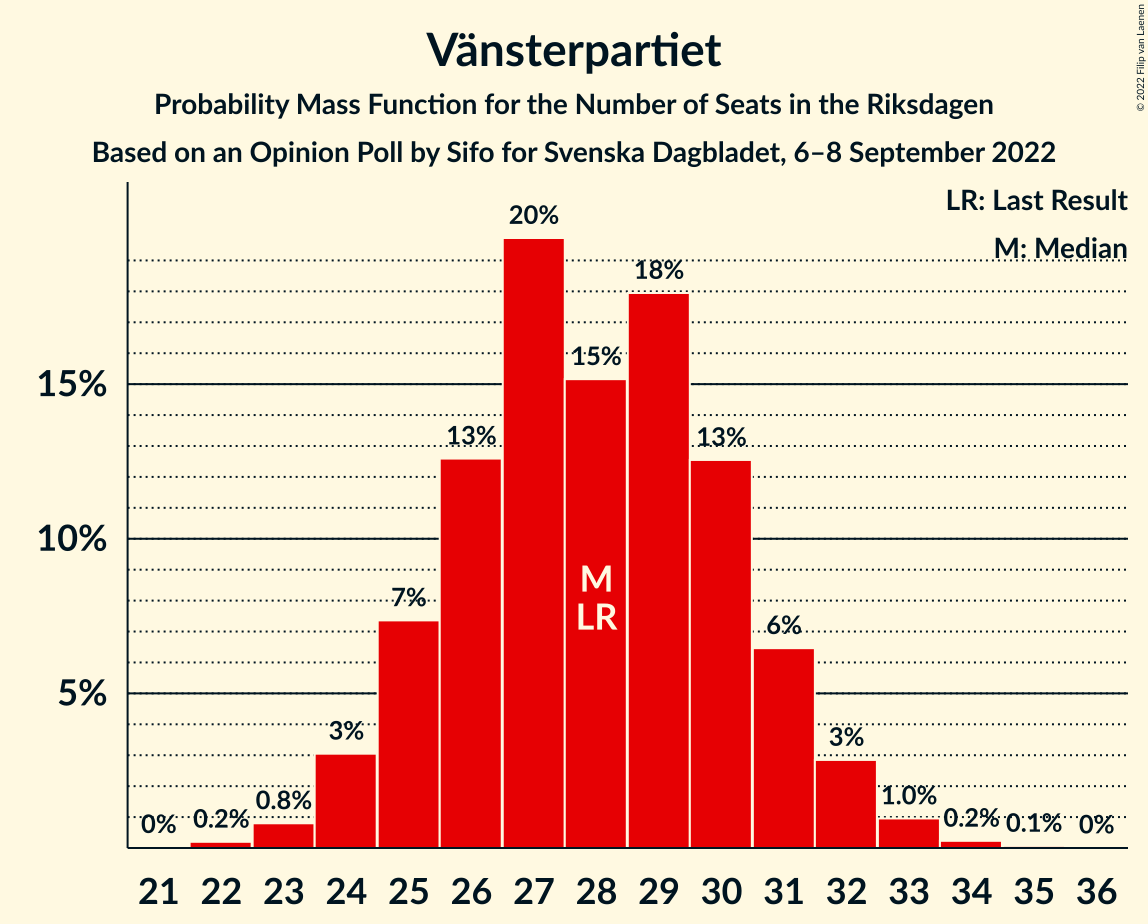 Vänsterpartiet
Probability Mass Function for the Number of Seats in the Riksdagen
Based on an Opinion Poll by Sifo for Svenska Dagbladet, 6–8 September 2022
© 2022 Filip van Laenen
LR: Last Result
M: Median
15%
10%
5%
0%
0.2%
0.8%
3%
7%
13%
20%
15%
18%
13%
6%
3%
1.0%
0.2%
0.1%
0%
M
LR
21 22 23 24 25 26 27 28 29 30 31 32 33 34 35 36